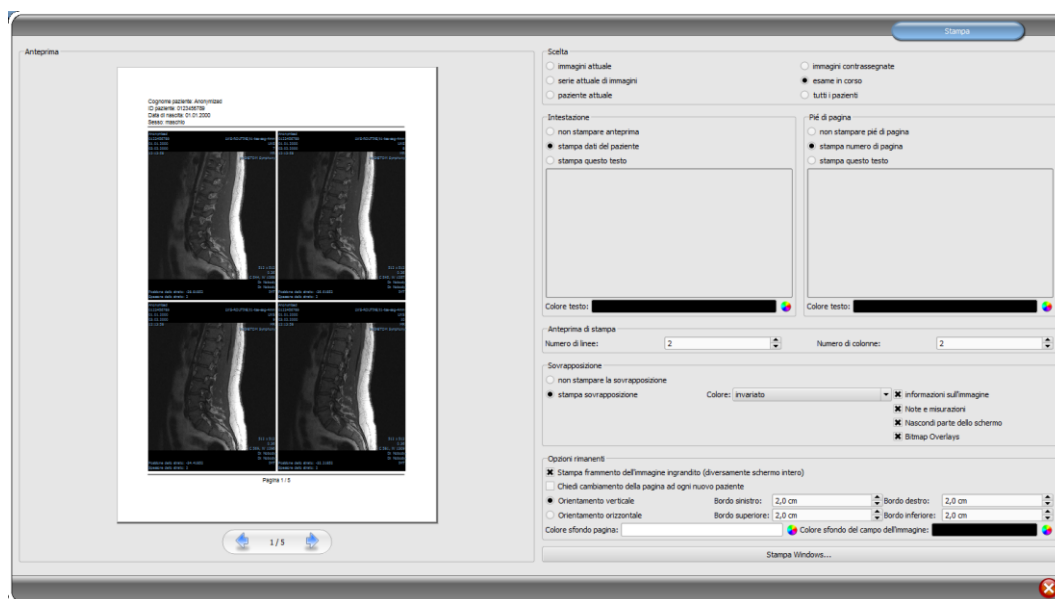 Stampa
Anteprima
Cognome paziente: Anonymized
ID paziente: 0123456789
Data di nascita: 01.01.2000
Sesso: maschio
Pagina 1 / 5
1 / 5
Scelta
immagini attuale
immagini contrassegnate
serie attuale di immagini
esame in corso
paziente attuale
tutti i pazienti
Intestazione
non stampare anteprima
stampa dati del paziente
stampa questo testo
Colore testo:
Pié di pagina
non stampare pié di pagina
stampa numero di pagina
stampa questo testo
Colore testo:
Anteprima di stampa
Numero di linee: 2 Numero di colonne: 2
Sovrapposizione
non stampare la sovrapposizione
stampa sovrapposizione Colore: invariato informazioni sull'immagine
Note e misurazioni
Nascondi parte dello schermo
Bitmap Overlays
Opzioni rimanenti
Stampa frammento dell'immagine ingrandito (diversamente schermo intero)
Chiedi cambiamento della pagina ad ogni nuovo paziente
Orientamento verticale Bordo sinistro: 2,0 cm Bordo destro: 2,0 cm
Orientamento orizzontale Bordo superiore: 2,0 cm Bordo inferiore: 2,0 cm
Colore sfondo pagina: Colore sfondo del campo dell'immagine:
Stampa Windows...